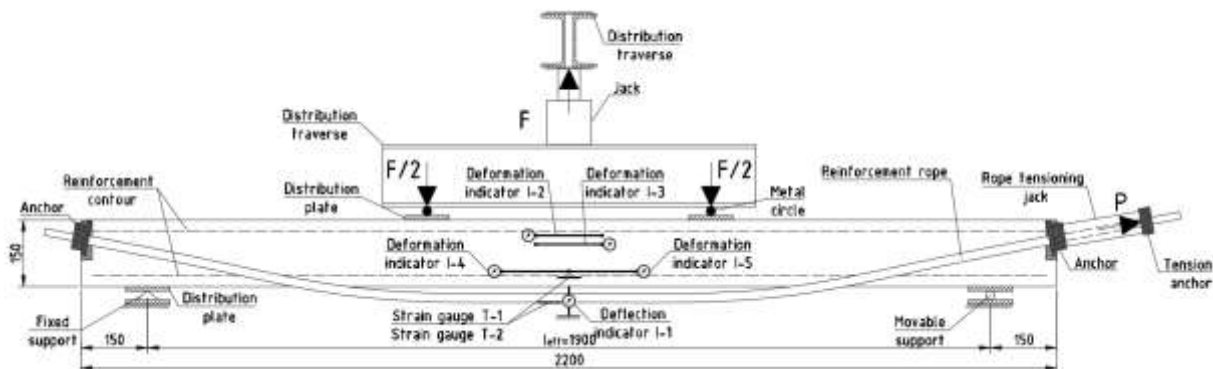 Distribution
traverse
Jack
F
Distribution
traverse
F/2
F/2
Deformation
indicator I-2
Deformation
indicator I-3
Reinforcement
contour
Distribution
plate
Metal
circle
Reinforcement rope
Rope tensioning
jack
P
Anchor
150
Deformation
indicator I-4
Deformation
indicator I-5
Anchor
Tension
anchor
Distribution
plate
Fixed
support
Strain gauge T-1
Strain gauge T-2
Deflection
indicator I-1
Movable
support
150
leff=1900
150
2200